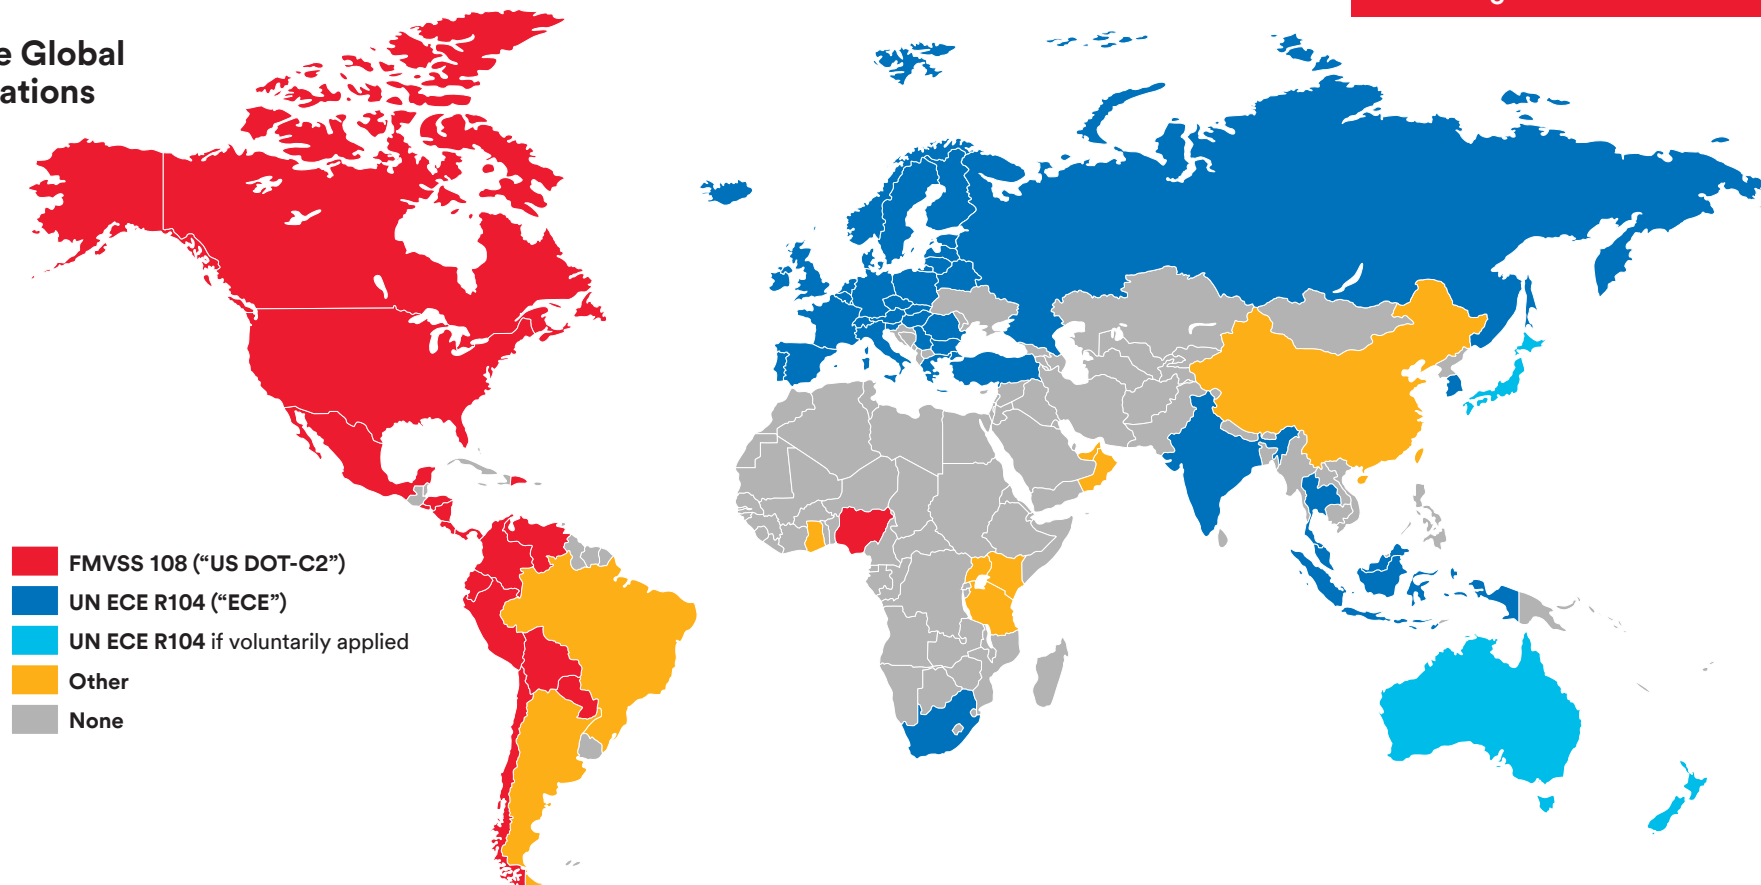 e Global
ations
FMVSS 108 (“US DOT-C2”)
UN ECE R104 (“ECE”)
UN ECE R104 if voluntarily applied
Other
None